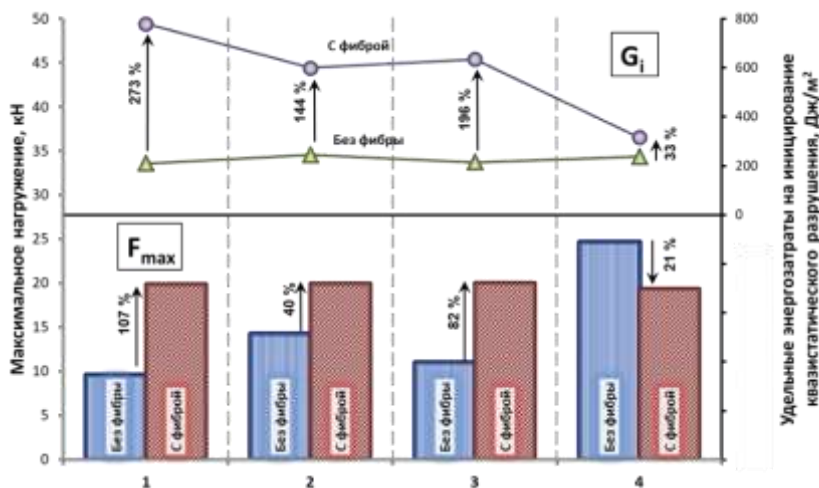 Максимальное нагружение, кН
50
45
40
35
30
25
20
15
10
5
0
С фиброй
G i
273 %
144 %
196 %
33 %
Без фибры
F max
107 %
40 %
82 %
21 %
Без фибры
С фиброй
Без фибры
С фиброй
Без фибры
С фиброй
Без фибры
С фиброй
1
2
3
4
800
600
400
200
0
Удельные энергозатраты на инициирование
квазистатического разрушения, Дж/м²